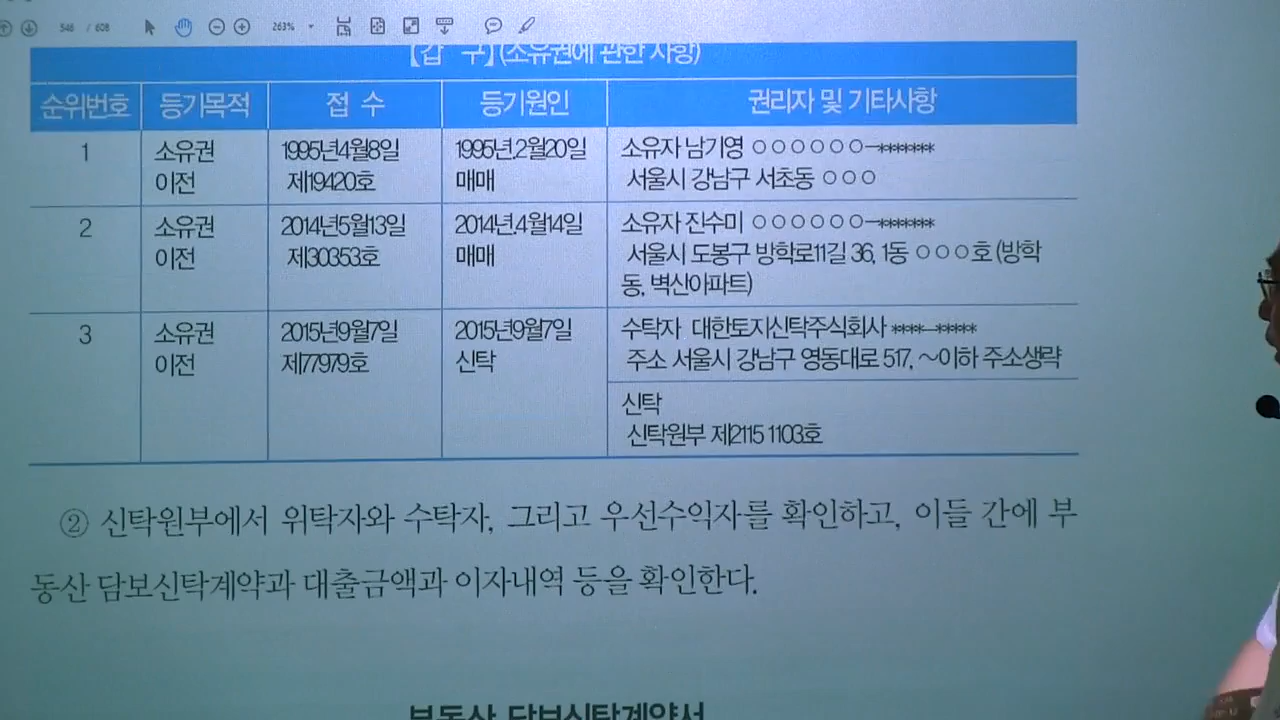 546 / 608
263%
【갑 구】(소유권에 관한 사항)
순위번호 등기목적 접 수 등기원인 권리자 및 기타사항
1 소유권 1995년4월8일 1995년.2월20일 소유자 남기영 ○○○○○○-*******
이전 제19420호 매매 서울시 강남구 서초동 ○○○
2 소유권 2014년5월13일 2014년.4월14일 소유자 진수미 ○○○○○○-*******
이전 제30353호 매매 서울시 도봉구 방학로11길 36, 1동 ○○○호 (방학
동, 벽산아파트)
3 소유권 2015년9월7일 2015년9월7일 수탁자 대한토지신탁주식회사 ****-*****
이전 제77979호 신탁 주소 서울시 강남구 영동대로 517, ~이하 주소생략
신탁
신탁원부 제2115 1103호
② 신탁원부에서 위탁자와 수탁자, 그리고 우선수익자를 확인하고, 이들 간에 부
동산 담보신탁계약과 대출금액과 이자내역 등을 확인한다.
부동산 담보신탁계약서